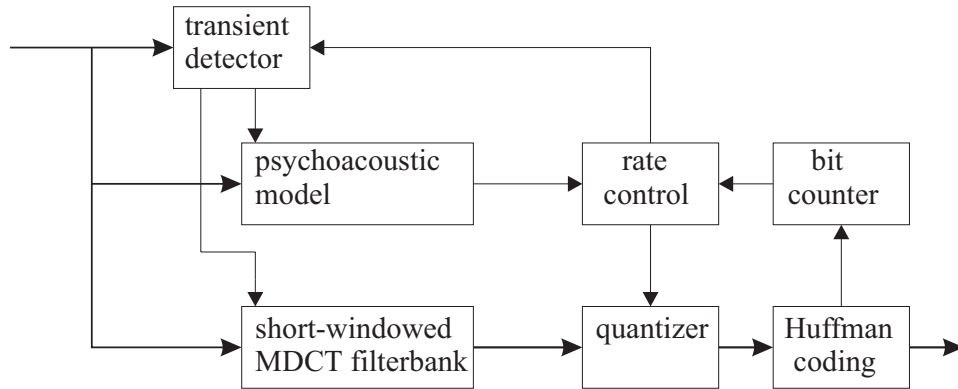 transient
detector
psychoacoustic
model
rate
control
bit
counter
short-windowed
MDCT filterbank
quantizer
Huffman
coding